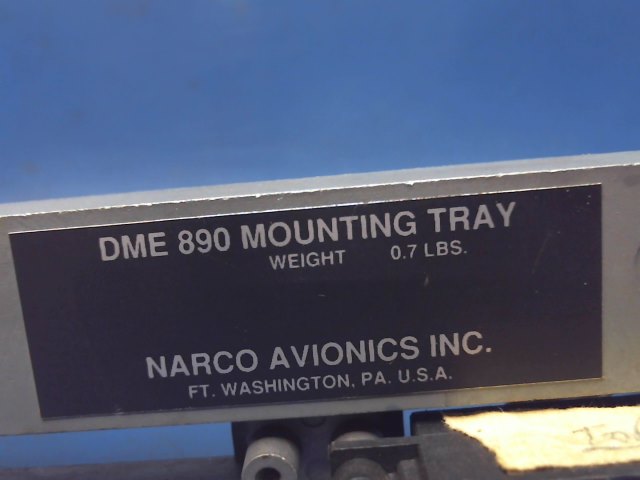 DME 890 MOUNTING TRAY
WEIGHT 0.7 LBS.
NARCO AVIONICS INC.
FT. WASHINGTON, PA. U.S.A.